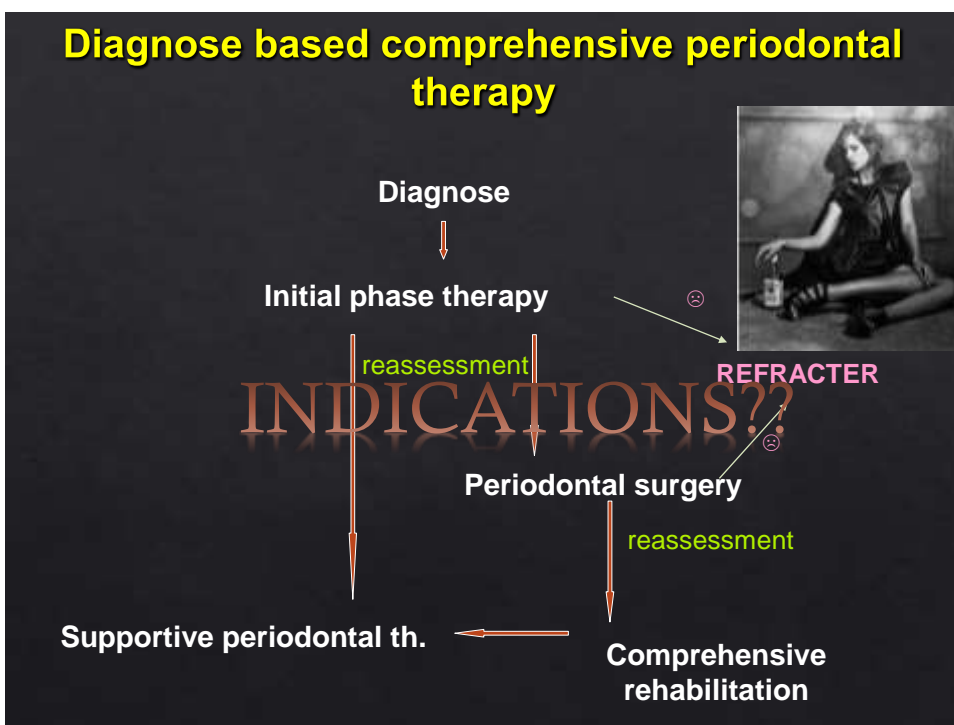 Diagnose based comprehensive periodontal
therapy
Diagnose
Initial phase therapy
reassessment
REFRACTER
INDICATIONS??
Periodontal surgery
reassessment
Supportive periodontal th.
Comprehensive
rehabilitation